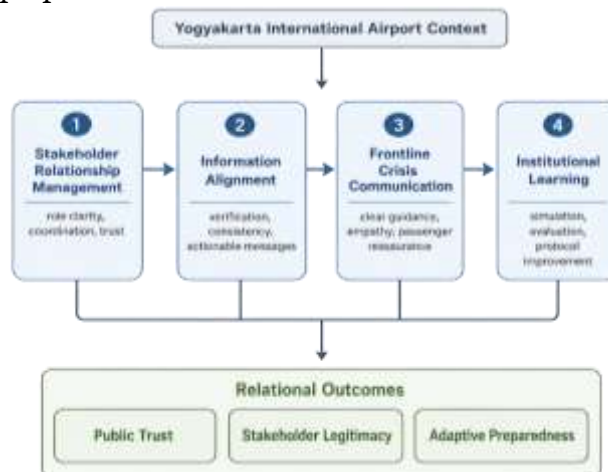 Yogyakarta International Airport Context
1
Stakeholder
Relationship
Management
role clarity,
coordination, trust
2
Information
Alignment
verification,
consistency,
actionable messages
3
Frontline
Crisis
Communication
clear guidance,
empathy, passenger
reassurance
4
Institutional
Learning
simulation,
evaluation,
protocol
improvement
Relational Outcomes
Public Trust
Stakeholder Legitimacy
Adaptive Preparedness